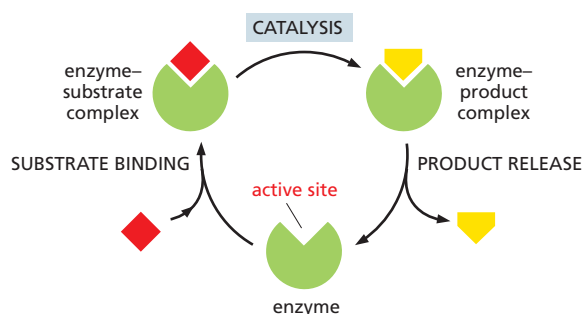 CATALYSIS
enzyme–
substrate
complex
enzyme–
product
complex
SUBSTRATE BINDING
PRODUCT RELEASE
active site
enzyme